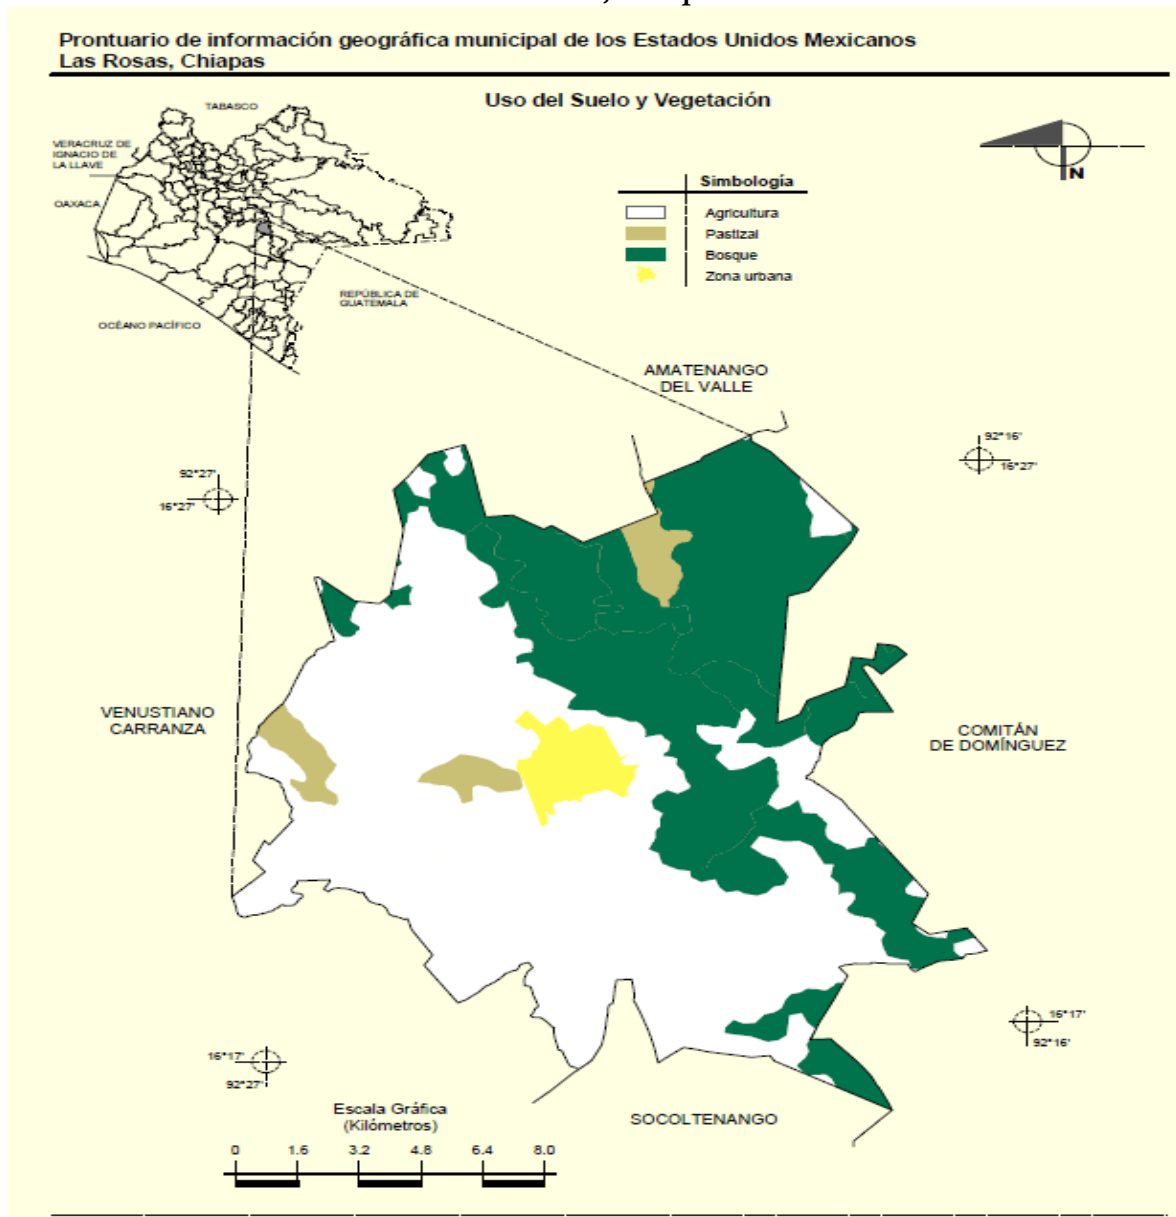 Prontuario de información geográfica municipal de los Estados Unidos Mexicanos
Las Rosas, Chiapas
Uso del Suelo y Vegetación
TABASCO
VERACRUZ DE
IGNACIO DE
LA LLAVE
OAXACA
REPÚBLICA DE
GUATEMALA
OCÉANO PACÍFICO
N
Simbología
Agricultura
Pastizal
Bosque
Zona urbana
AMATENANGO
DEL VALLE
92°27'
16°27'
92°16'
16°27'
VENUSTIANO
CARRANZA
COMITÁN
DE DOMÍNGUEZ
16°17'
92°27'
16°17'
92°16'
SOCOLTENANGO
Escala Gráfica
(Kilómetros)
0 1.6 3.2 4.8 6.4 8.0